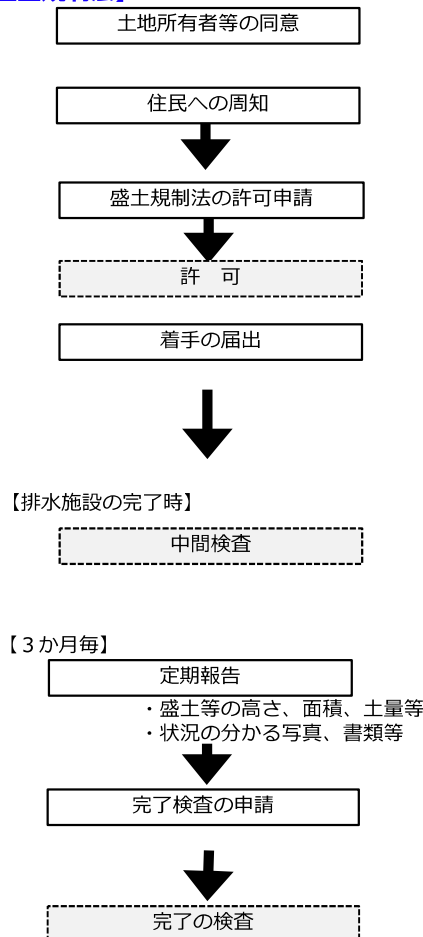 土地所有者等の同意
住民への周知
盛土規制法の許可申請
許　可
着手の届出
【排水施設の完了時】
中間検査
【３か月毎】
定期報告
・盛土等の高さ、面積、土量等
・状況の分かる写真、書類等
完了検査の申請
完了の検査